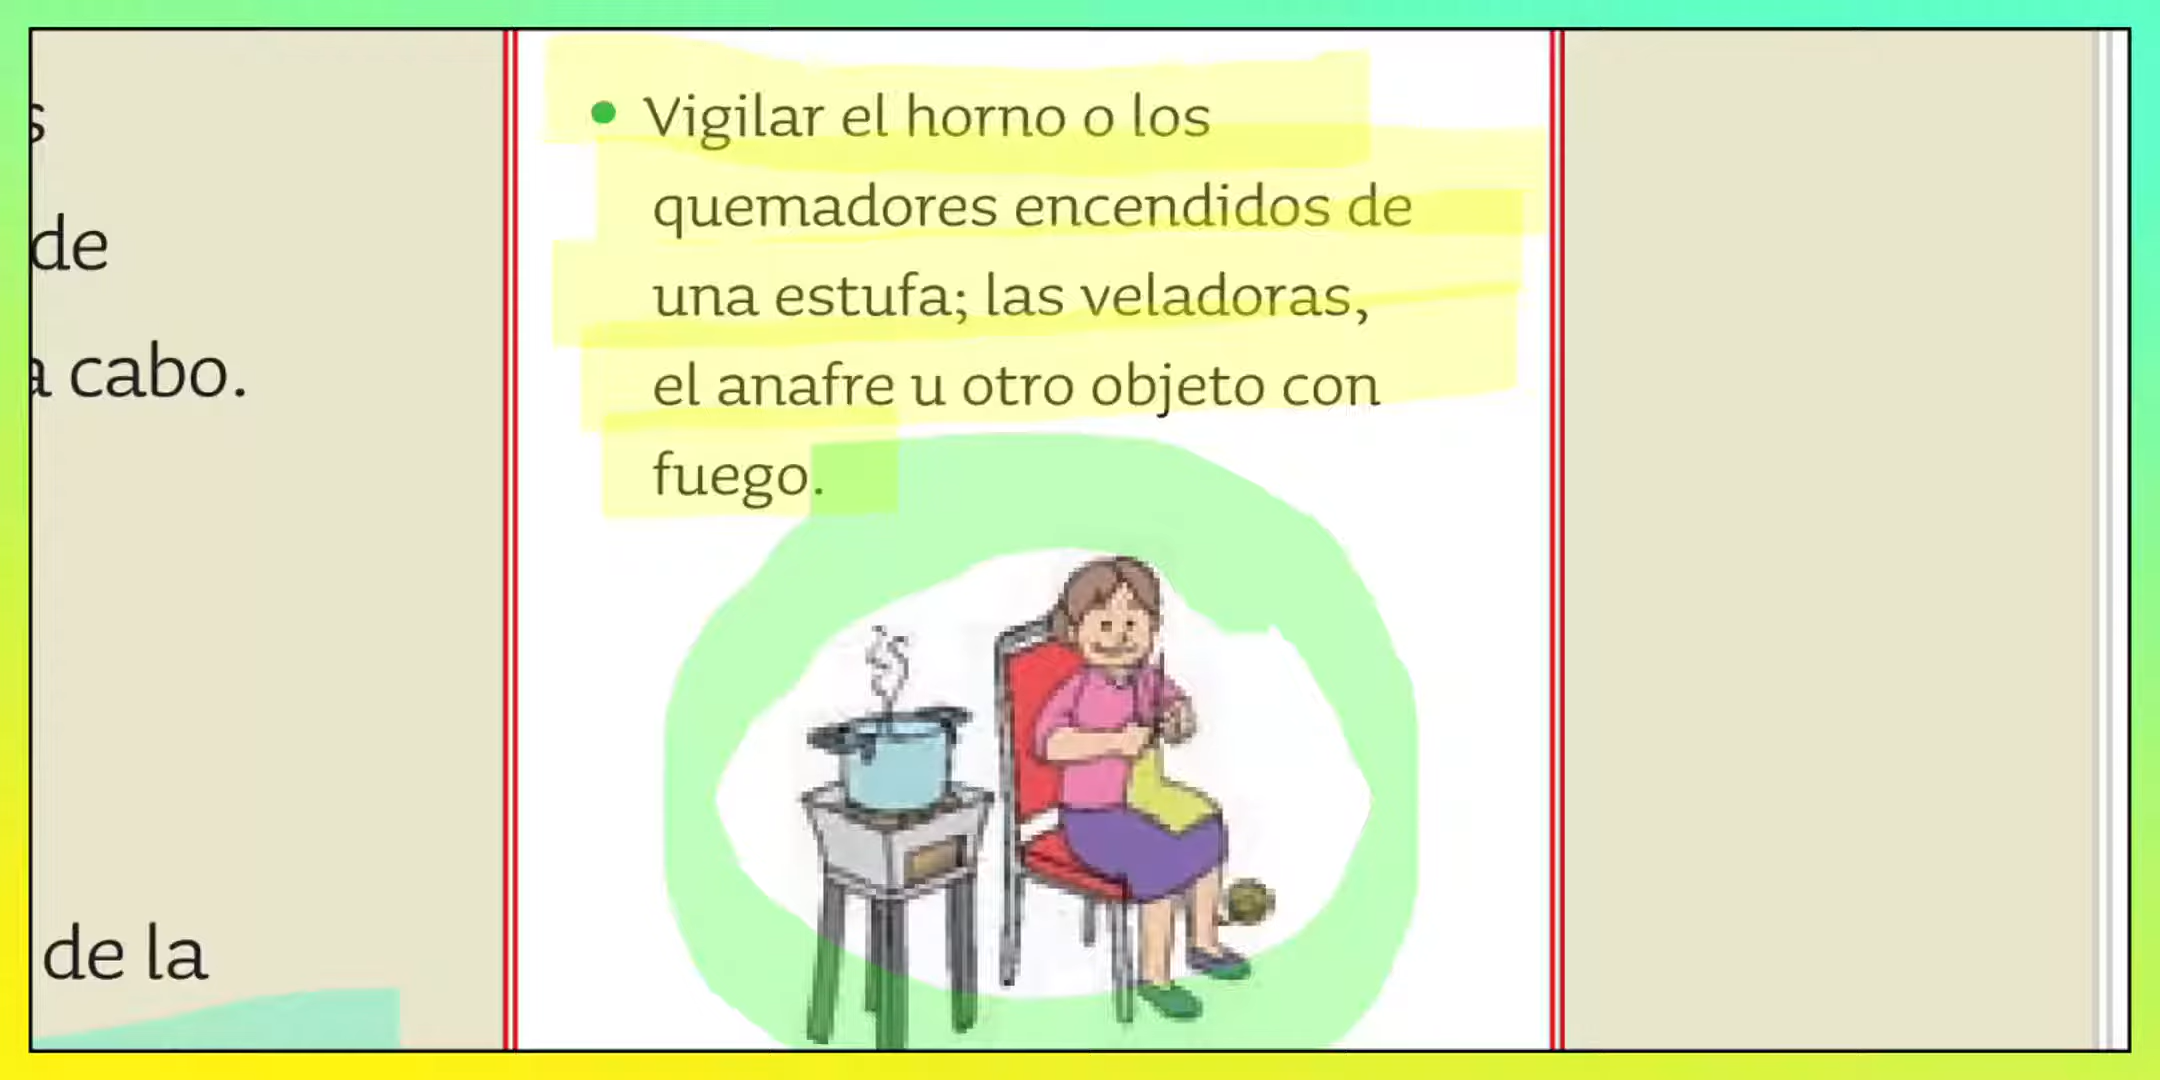 s
de
a cabo.
de la
• Vigilar el horno o los
quemadores encendidos de
una estufa; las veladoras,
el anafre u otro objeto con
fuego.